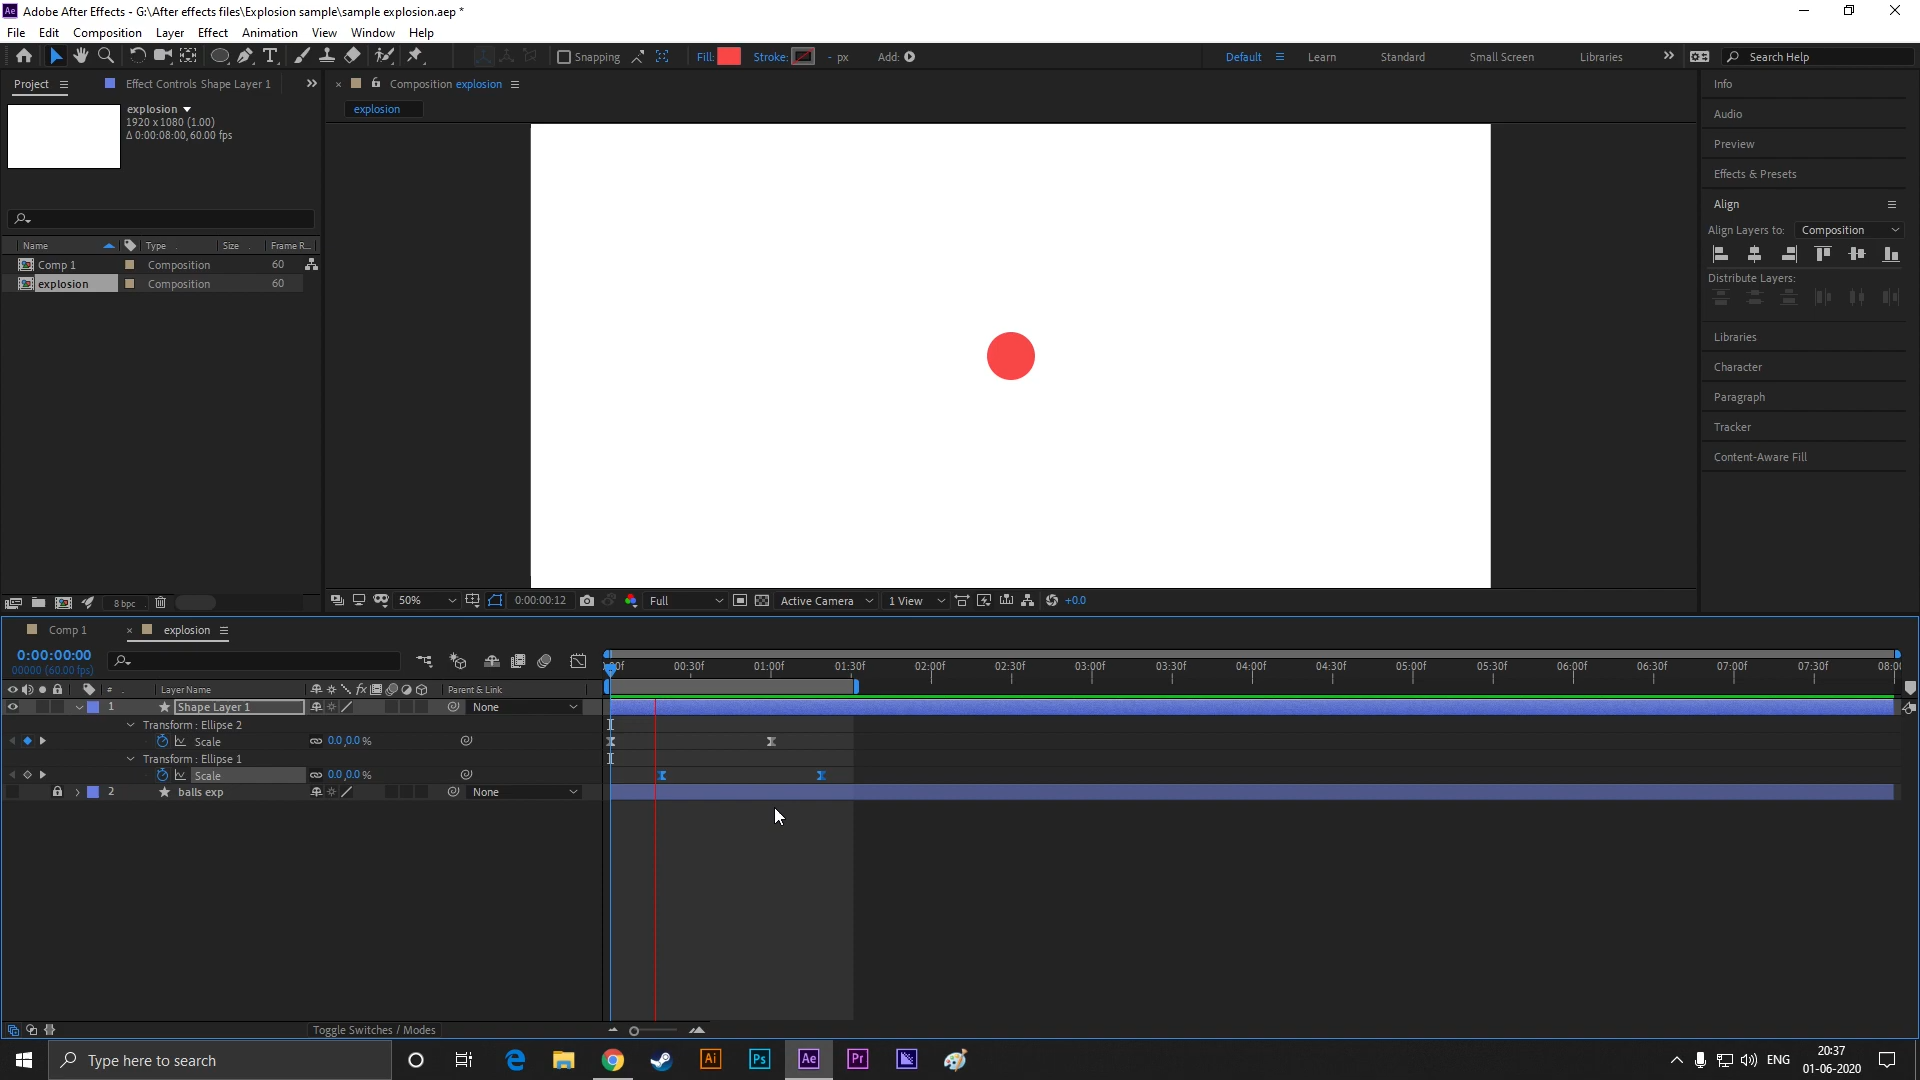 Ae Adobe After Effects - G:\After effects files\Explosion sample\sample explosion.aep *
File Edit Composition Layer Effect Animation View Window Help
Snapping Fill: Stroke: - px Add: Default Learn Standard Small Screen Libraries Search Help
Project Effect Controls Shape Layer 1
Composition explosion
explosion
explosion
1920 x 1080 (1.00)
Δ 0:00:08:00, 60.00 fps
Name Type Size Frame R...
Comp 1 Composition 60
explosion Composition 60
8 bpc
50% 0:00:00:12 Full Active Camera 1 View +0.0
Info
Audio
Preview
Effects & Presets
Align
Align Layers to: Composition
Distribute Layers:
Libraries
Character
Paragraph
Tracker
Content-Aware Fill
Comp 1 explosion
0:00:00:00
00000 (60.00 fps)
00:30f 01:00f 01:30f 02:00f 02:30f 03:00f 03:30f 04:00f 04:30f 05:00f 05:30f 06:00f 06:30f 07:00f 07:30f
# Layer Name fx Parent & Link
1 Shape Layer 1 None
Transform : Ellipse 2
Scale 0.0,0.0 %
Transform : Ellipse 1
Scale 0.0,0.0 %
2 balls exp None
Toggle Switches / Modes
Type here to search
Ai Ps Ae Pr
ENG
20:37
01-06-2020